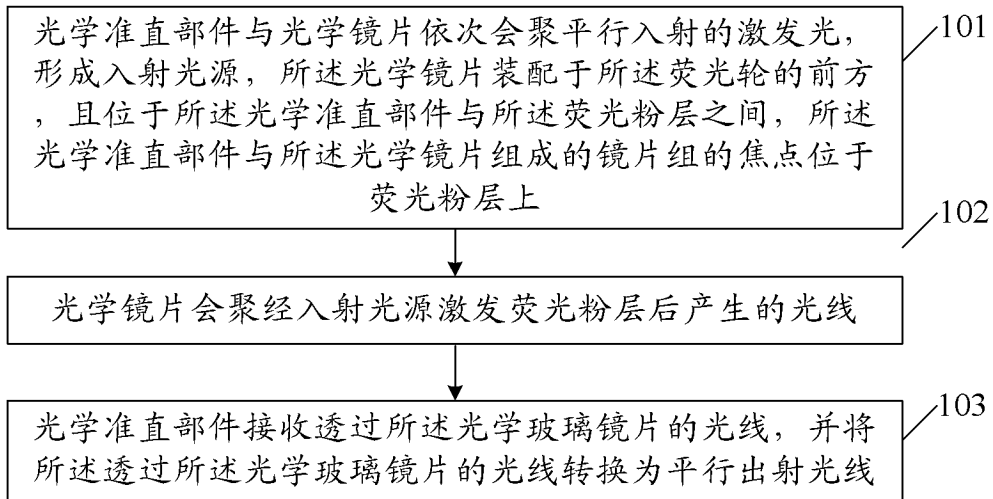 光学准直部件与光学镜片依次会聚平行入射的激发光，
形成入射光源，所述光学镜片装配于所述荧光轮的前方
，且位于所述光学准直部件与所述荧光粉层之间，所述
光学准直部件与所述光学镜片组成的镜片组的焦点位于
荧光粉层上
101
102
光学镜片会聚经入射光源激发荧光粉层后产生的光线
光学准直部件接收透过所述光学玻璃镜片的光线，并将
所述透过所述光学玻璃镜片的光线转换为平行出射光线
103